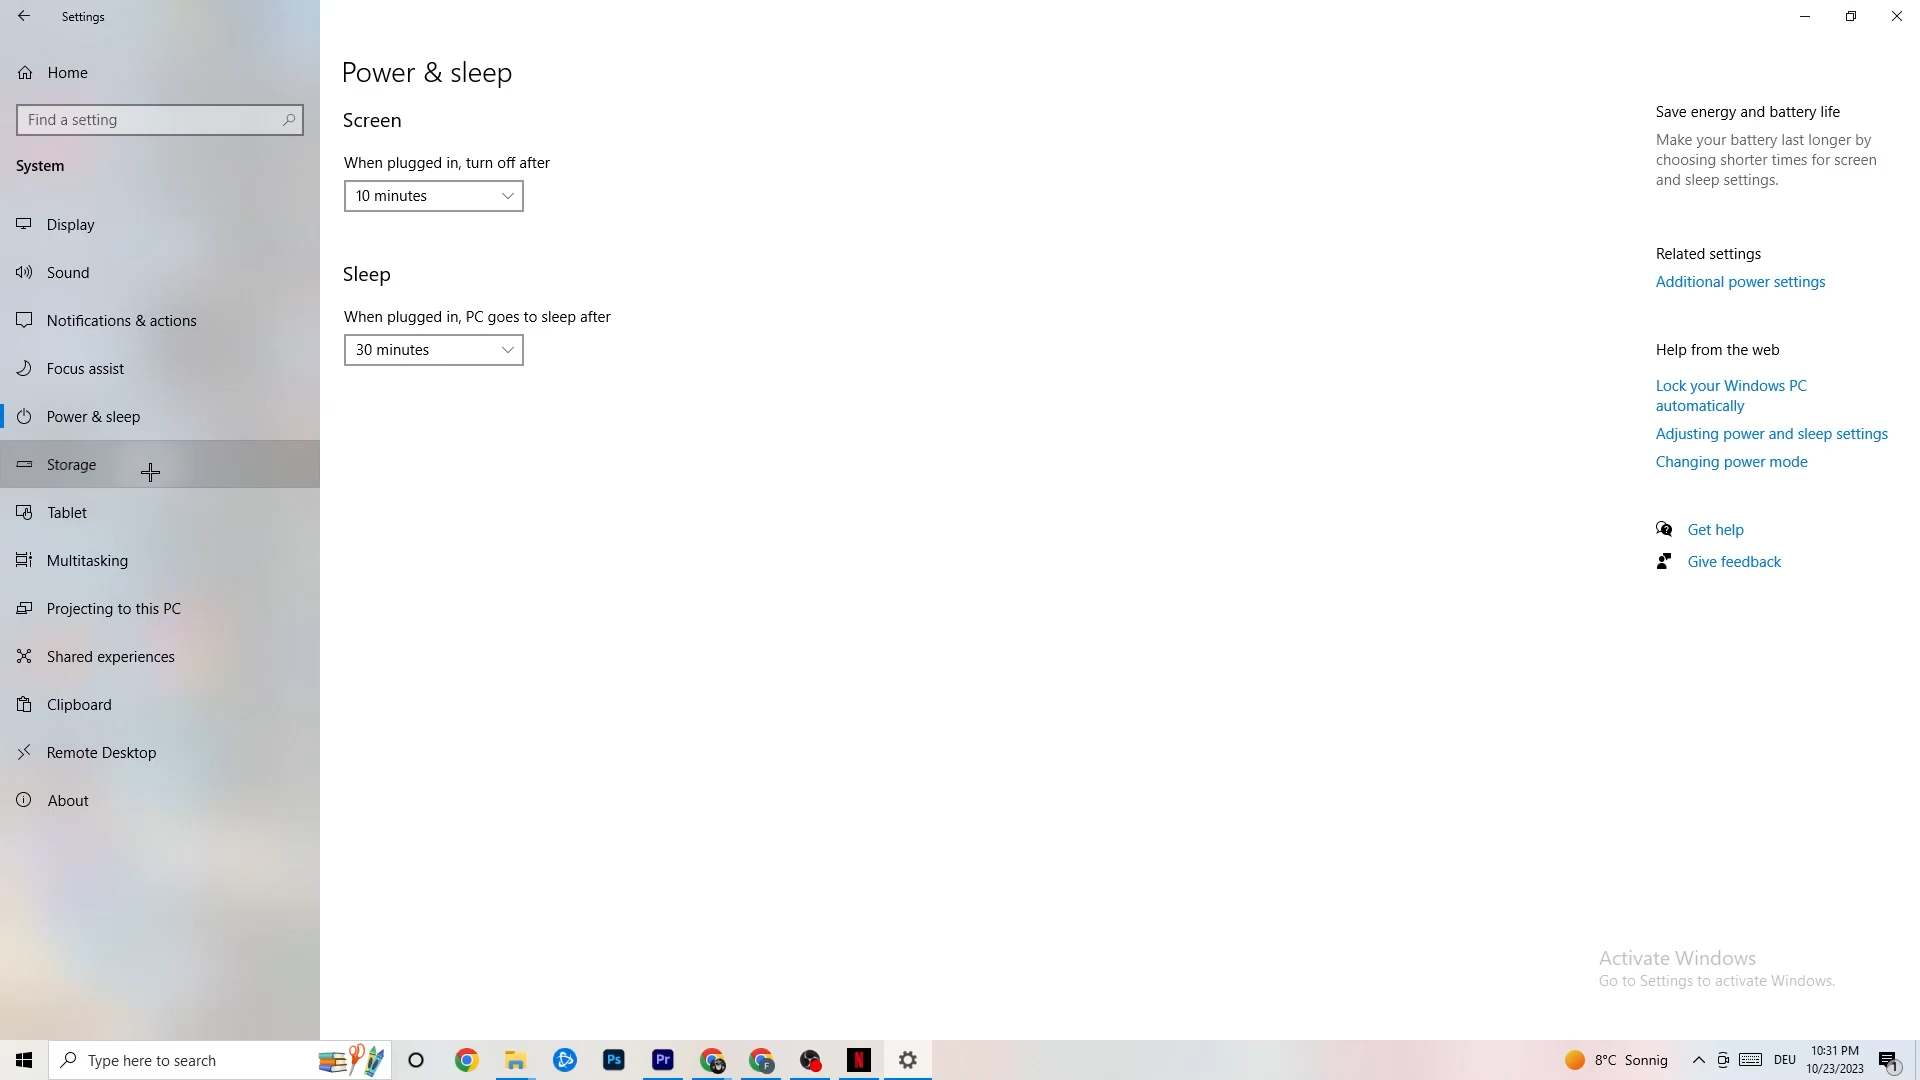 Settings
Home
Find a setting
System
Display
Sound
Notifications & actions
Focus assist
Power & sleep
Storage
Tablet
Multitasking
Projecting to this PC
Shared experiences
Clipboard
Remote Desktop
About
Power & sleep
Screen
When plugged in, turn off after
10 minutes
Sleep
When plugged in, PC goes to sleep after
30 minutes
Save energy and battery life
Make your battery last longer by
choosing shorter times for screen
and sleep settings.
Related settings
Additional power settings
Help from the web
Lock your Windows PC
automatically
Adjusting power and sleep settings
Changing power mode
Get help
Give feedback
Activate Windows
Go to Settings to activate Windows.
Type here to search
Ps
Pr
F
N
8°C Sonnig
DEU
10:31 PM
10/23/2023
1